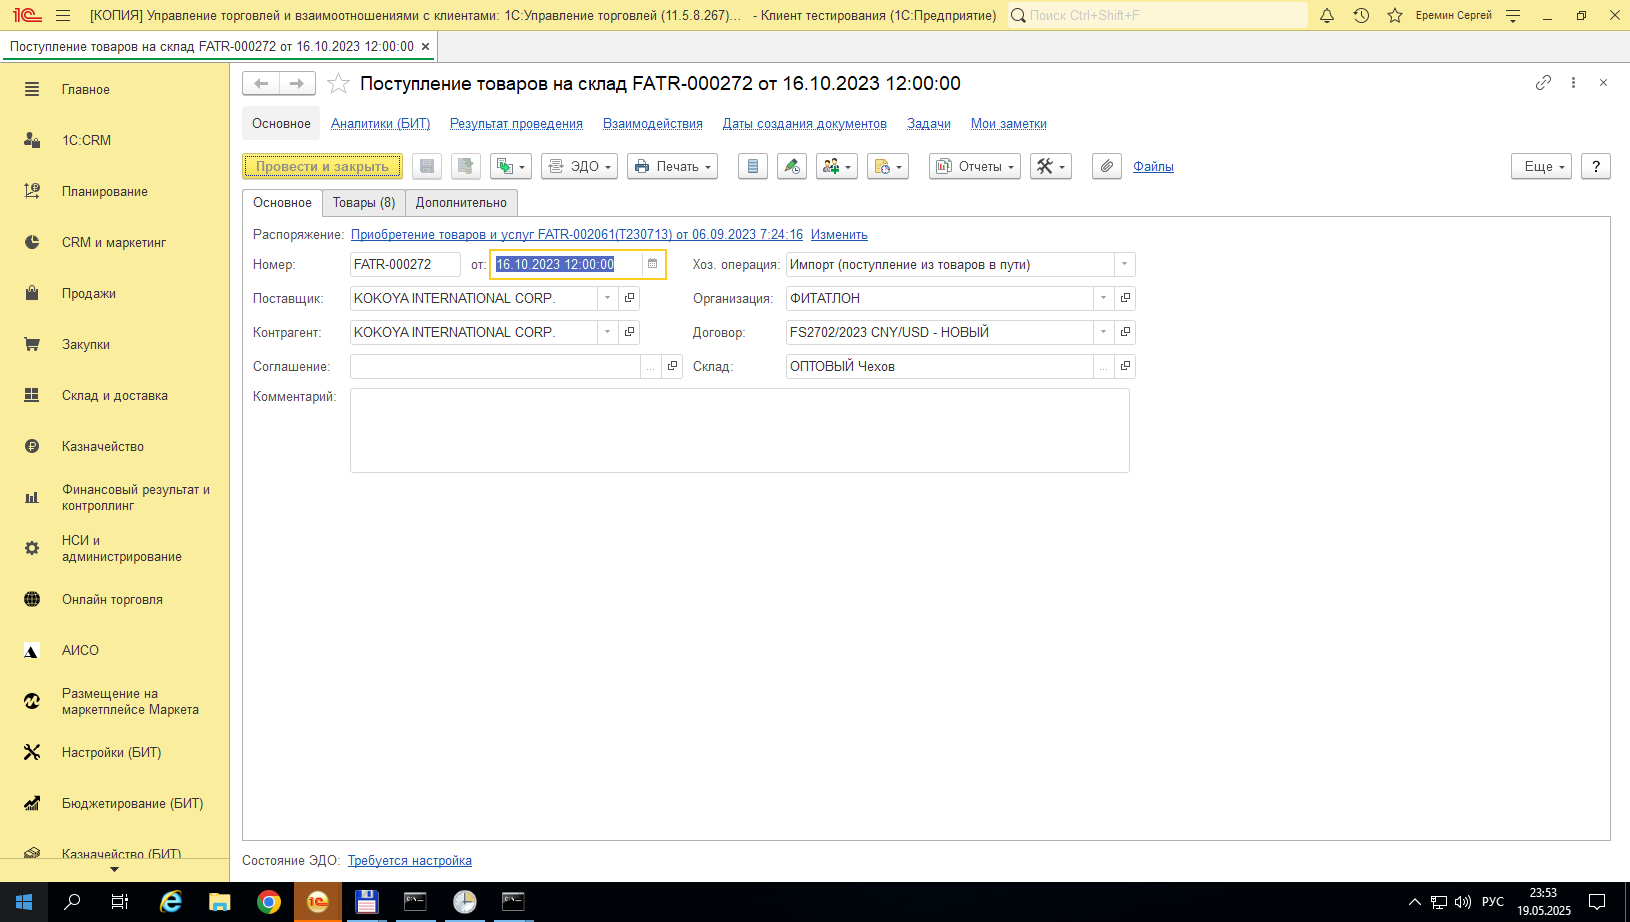 [КОПИЯ] Управление торговлей и взаимоотношениями с клиентами: 1С:Управление торговлей (11.5.8.267)... - Клиент тестирования (1С:Предприятие)
Поиск Ctrl+Shift+F
Еремин Сергей
Поступление товаров на склад FATR-000272 от 16.10.2023 12:00:00
Главное
1С:CRM
Планирование
CRM и маркетинг
Продажи
Закупки
Склад и доставка
Казначейство
Финансовый результат и
контроллинг
НСИ и
администрирование
Онлайн торговля
АИСО
Размещение на
маркетплейсе Маркета
Настройки (БИТ)
Бюджетирование (БИТ)
Казначейство (БИТ)
Поступление товаров на склад FATR-000272 от 16.10.2023 12:00:00
Основное Аналитики (БИТ) Результат проведения Взаимодействия Даты создания документов Задачи Мои заметки
Провести и закрыть ЭДО Печать Отчеты Файлы Еще ?
Основное Товары (8) Дополнительно
Распоряжение: Приобретение товаров и услуг FATR-002061(T230713) от 06.09.2023 7:24:16 Изменить
Номер: FATR-000272 от: 16.10.2023 12:00:00 Хоз. операция: Импорт (поступление из товаров в пути)
Поставщик: KOKOYA INTERNATIONAL CORP. Организация: ФИТАТЛОН
Контрагент: KOKOYA INTERNATIONAL CORP. Договор: FS2702/2023 CNY/USD - НОВЫЙ
Соглашение: Склад: ОПТОВЫЙ Чехов
Комментарий:
Состояние ЭДО: Требуется настройка
РУС
23:53
19.05.2025